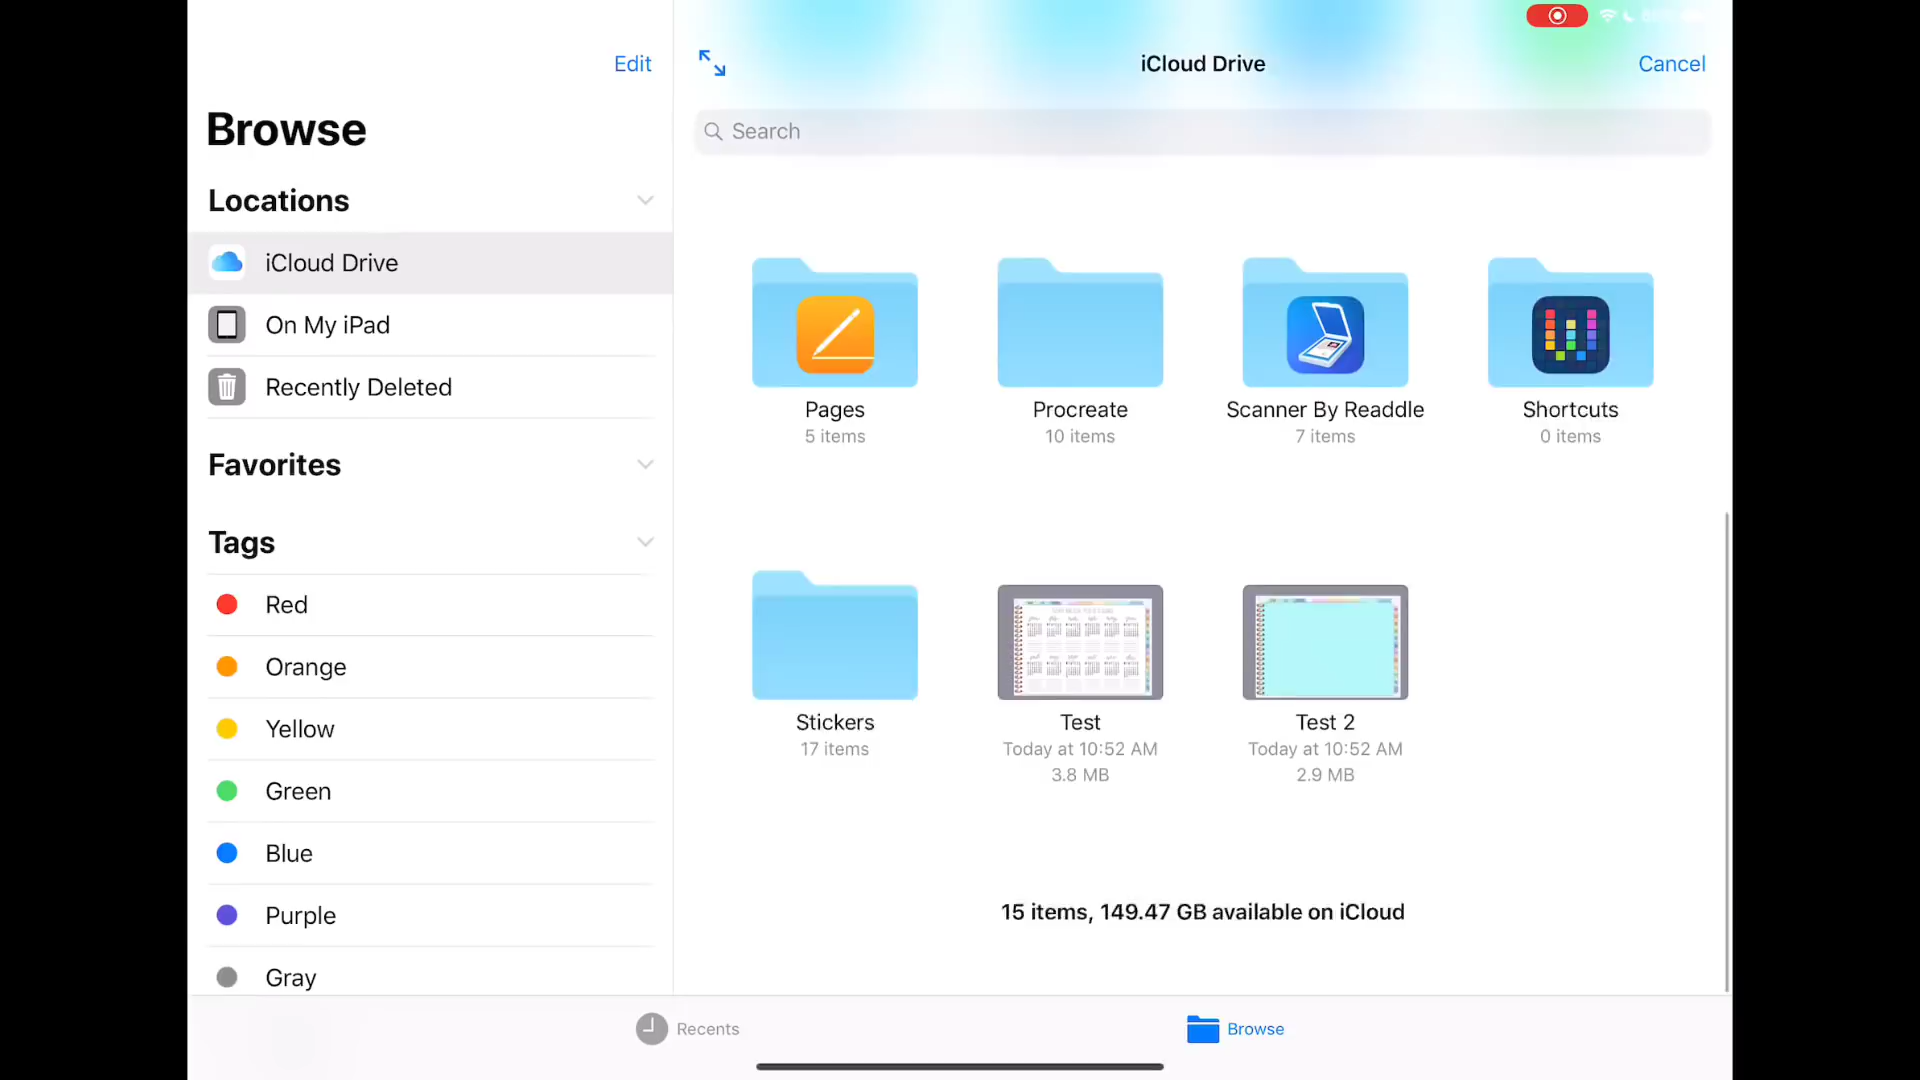 Edit
Browse
Locations
iCloud Drive
On My iPad
Recently Deleted
Favorites
Tags
Red
Orange
Yellow
Green
Blue
Purple
Gray
iCloud Drive
Cancel
Search
Pages
5 items
Procreate
10 items
Scanner By Readdle
7 items
Shortcuts
0 items
Stickers
17 items
Test
Today at 10:52 AM
3.8 MB
Test 2
Today at 10:52 AM
2.9 MB
15 items, 149.47 GB available on iCloud
Recents
Browse